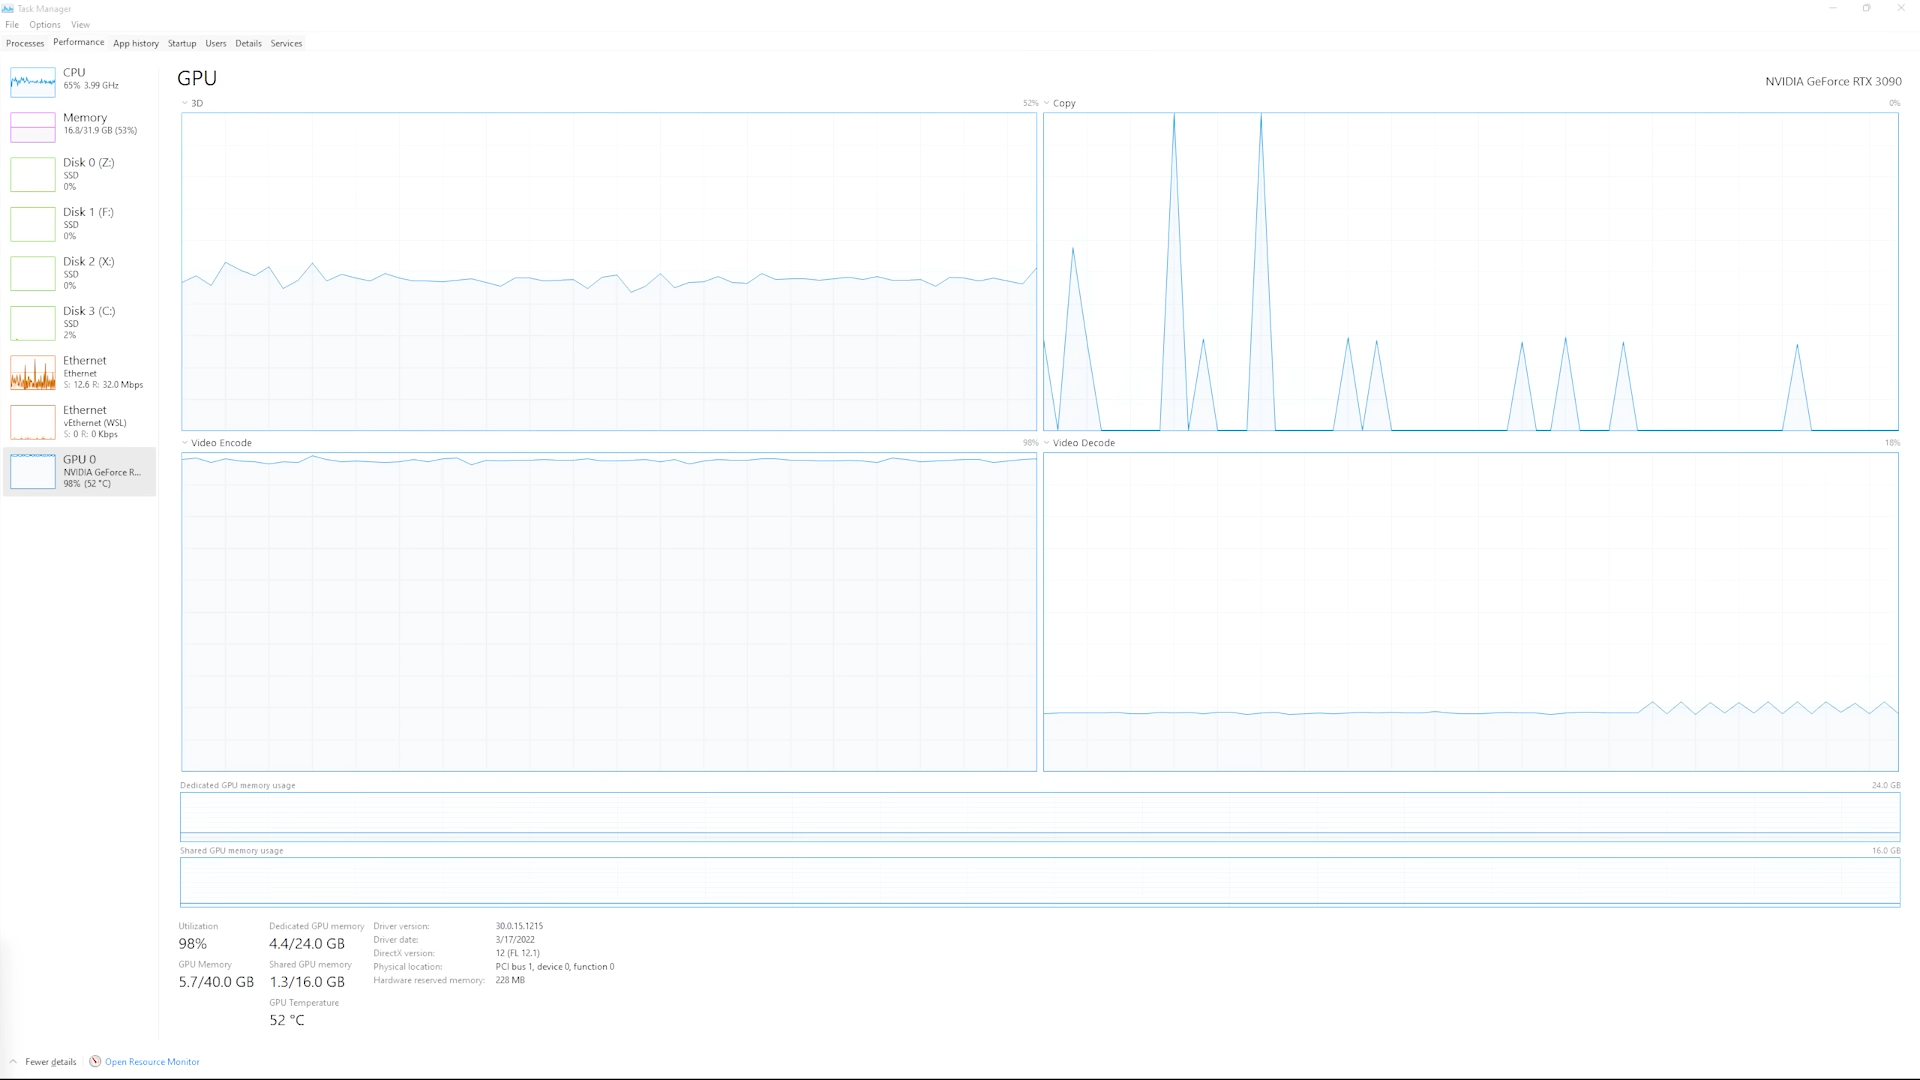 Task Manager
File Options View
Processes Performance App history Startup Users Details Services
CPU
65% 3.99 GHz
Memory
16.8/31.9 GB (53%)
Disk 0 (Z:)
SSD
0%
Disk 1 (F:)
SSD
0%
Disk 2 (X:)
SSD
0%
Disk 3 (C:)
SSD
2%
Ethernet
Ethernet
S: 12.6 R: 32.0 Mbps
Ethernet
vEthernet (WSL)
S: 0 R: 0 Kbps
GPU 0
NVIDIA GeForce R...
98% (52 °C)
GPU
NVIDIA GeForce RTX 3090
3D 52%
Copy 0%
Video Encode 98%
Video Decode 18%
Dedicated GPU memory usage 24.0 GB
Shared GPU memory usage 16.0 GB
Utilization
98%
GPU Memory
5.7/40.0 GB
Dedicated GPU memory
4.4/24.0 GB
Shared GPU memory
1.3/16.0 GB
GPU Temperature
52 °C
Driver version: 30.0.15.1215
Driver date: 3/17/2022
DirectX version: 12 (FL 12.1)
Physical location: PCI bus 1, device 0, function 0
Hardware reserved memory: 228 MB
Fewer details Open Resource Monitor